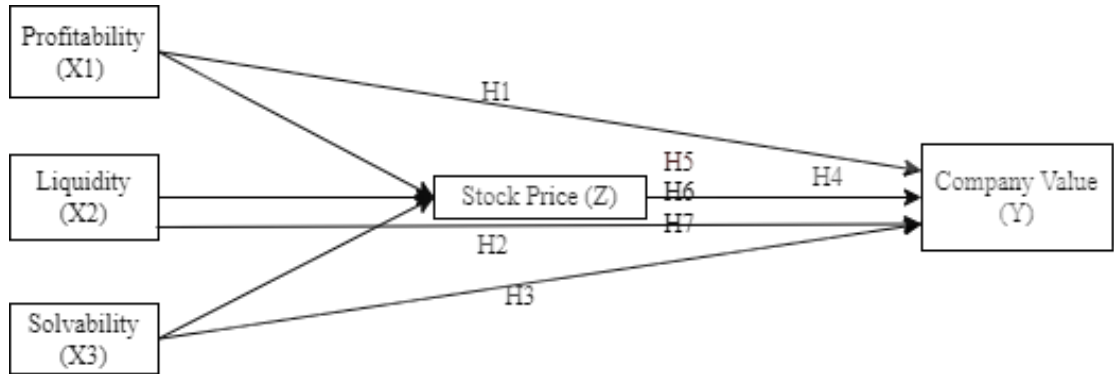 Profitability
(X1)
H1
Liquidity
(X2)
Stock Price (Z)
H5
H6
H7
H4
Company Value
(Y)
H2
H3
Solvability
(X3)